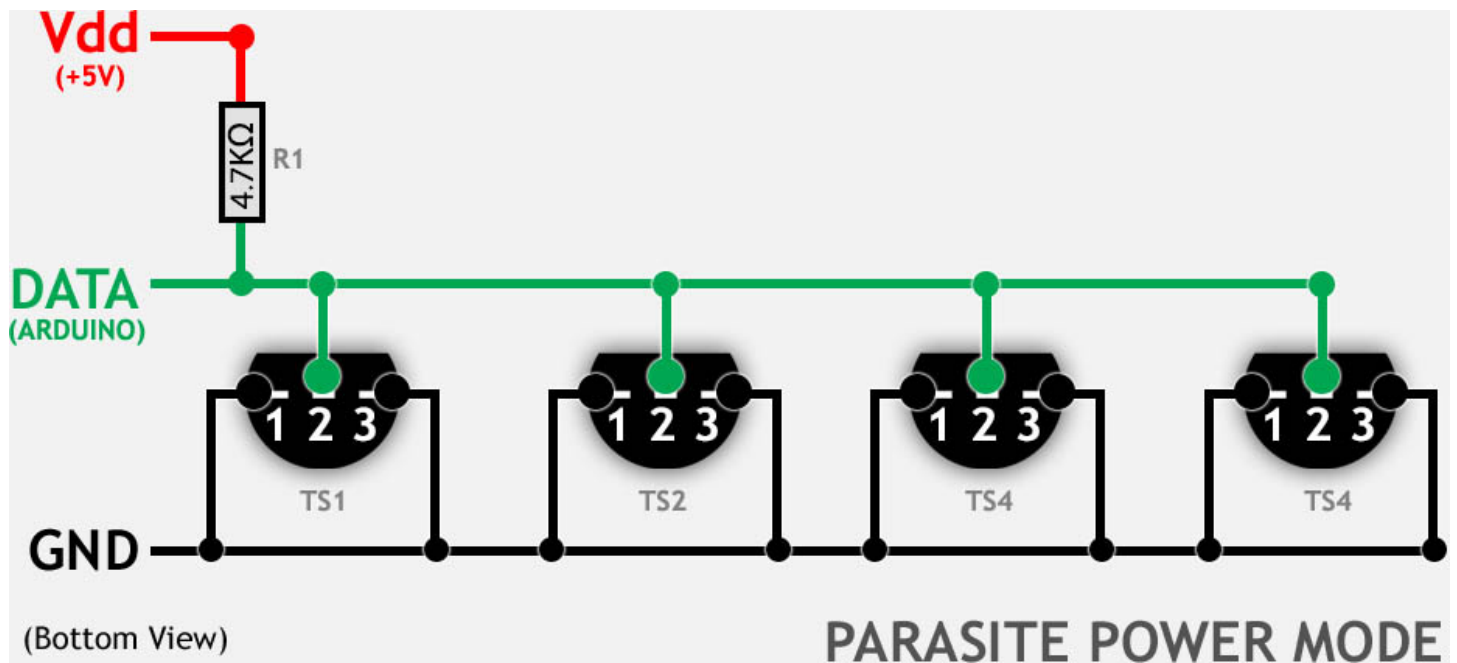 Vdd
(+5V)
4.7KΩ
R1
DATA
(ARDUINO)
1 2 3
1 2 3
1 2 3
1 2 3
TS1
TS2
TS4
TS4
GND
(Bottom View)
PARASITE POWER MODE